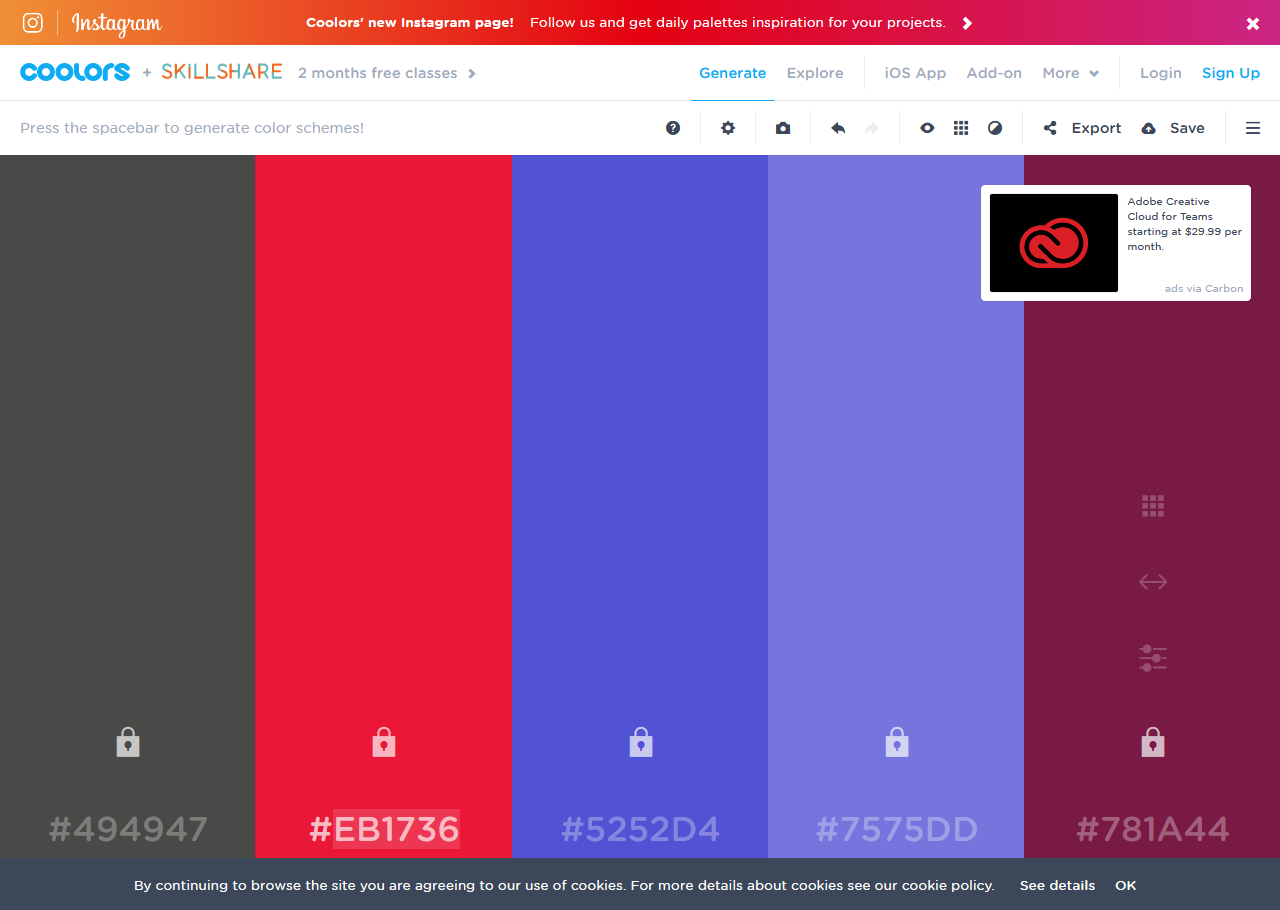 Instagram
Coolors' new Instagram page! Follow us and get daily palettes inspiration for your projects.
coolors + SKILLSHARE 2 months free classes
Generate Explore iOS App Add-on More Login Sign Up
Press the spacebar to generate color schemes!
Export Save
Adobe Creative
Cloud for Teams
starting at $29.99 per
month.
ads via Carbon
#494947 #EB1736 #5252D4 #7575DD #781A44
By continuing to browse the site you are agreeing to our use of cookies. For more details about cookies see our cookie policy. See details OK